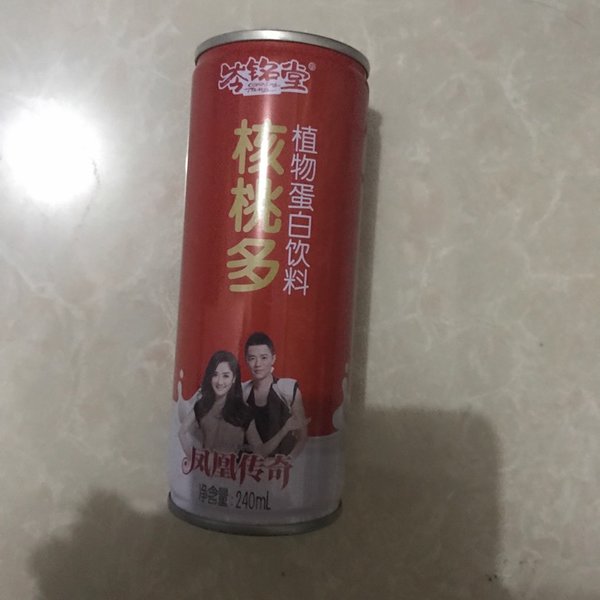 岑铭堂®
核桃多
植物蛋白饮料
凤凰传奇
净含量:240mL